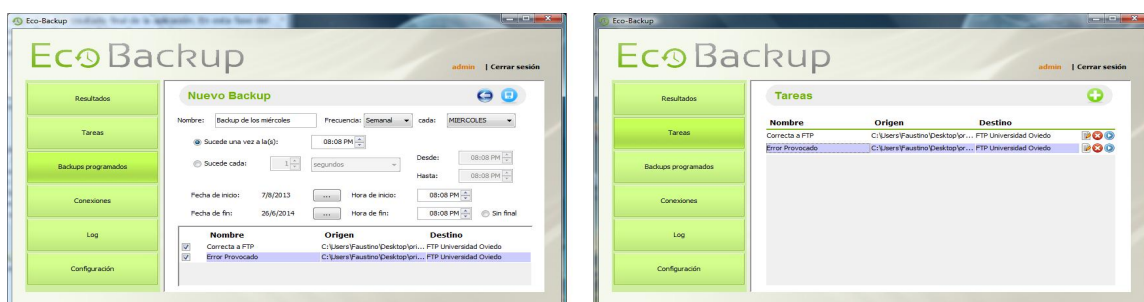 Eco-Backup
Eco Backup
admin | Cerrar sesión
Resultados
Tareas
Backups programados
Conexiones
Log
Configuración
Nuevo Backup
Nombre: Backup de los miércoles Frecuencia: Semanal cada: MIERCOLES
Sucede una vez a la(s): 08:08 PM
Sucede cada: 1 segundos Desde: 08:08 PM
Hasta: 08:08 PM
Fecha de inicio: 7/8/2013 ... Hora de inicio: 08:08 PM
Fecha de fin: 26/6/2014 ... Hora de fin: 08:08 PM Sin final
Nombre Origen Destino
Correcta a FTP C:\Users\Faustino\Desktop\pri... FTP Universidad Oviedo
Error Provocado C:\Users\Faustino\Desktop\pri... FTP Universidad Oviedo
Eco-Backup
Eco Backup
admin | Cerrar sesión
Resultados
Tareas
Backups programados
Conexiones
Log
Configuración
Tareas
Nombre Origen Destino
Correcta a FTP C:\Users\Faustino\Desktop\pr... FTP Universidad Oviedo
Error Provocado C:\Users\Faustino\Desktop\pr... FTP Universidad Oviedo